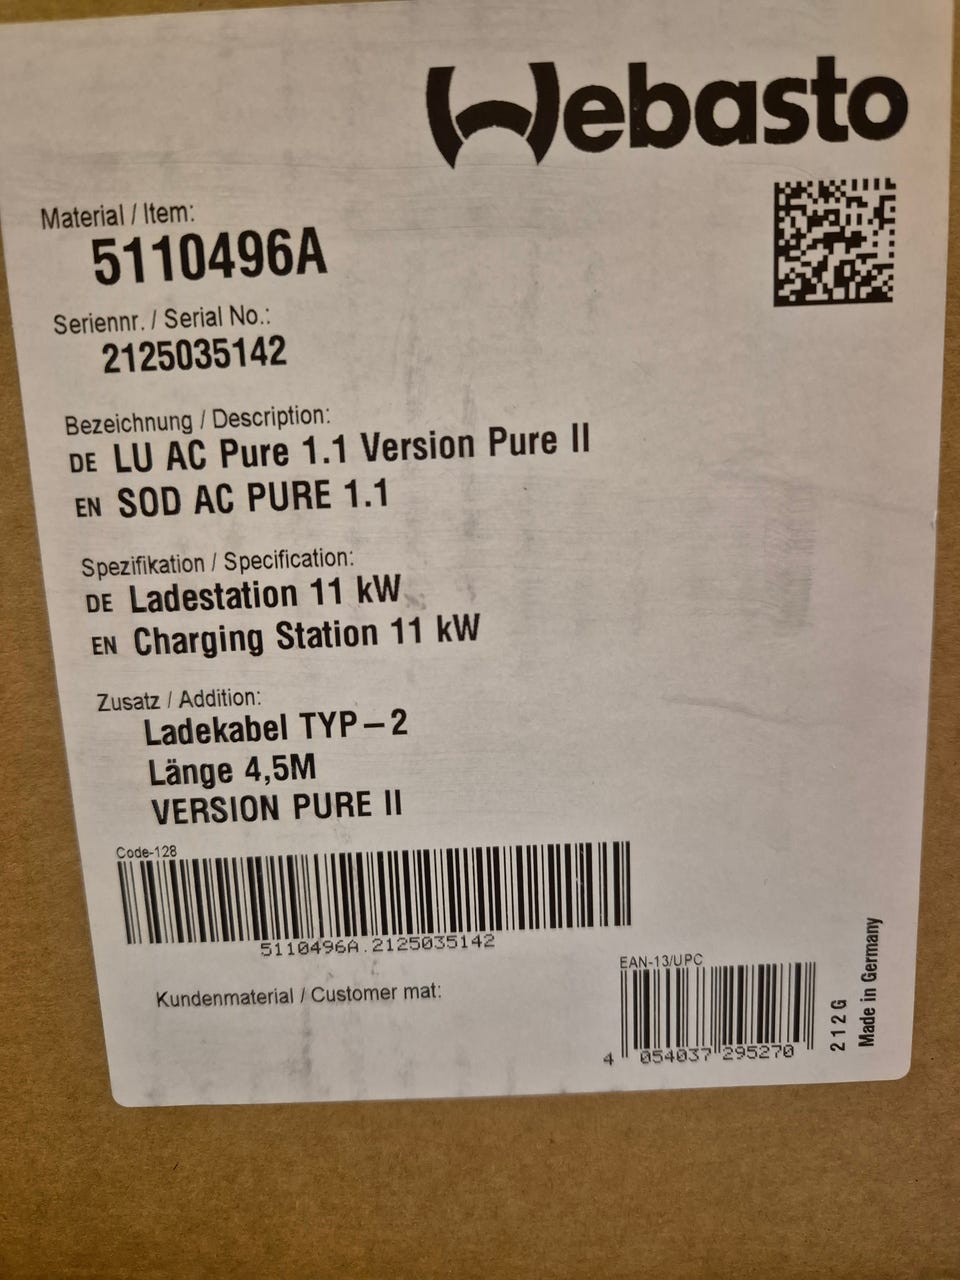 Webasto
Material / Item:
5110496A
Seriennr. / Serial No.:
2125035142
Bezeichnung / Description:
DE LU AC Pure 1.1 Version Pure II
EN SOD AC PURE 1.1
Spezifikation / Specification:
DE Ladestation 11 kW
EN Charging Station 11 kW
Zusatz / Addition:
Ladekabel TYP-2
Länge 4,5M
VERSION PURE II
Code-128
5110496A.2125035142
Kundenmaterial / Customer mat:
EAN-13/UPC
4 054037 295270
212G
Made in Germany